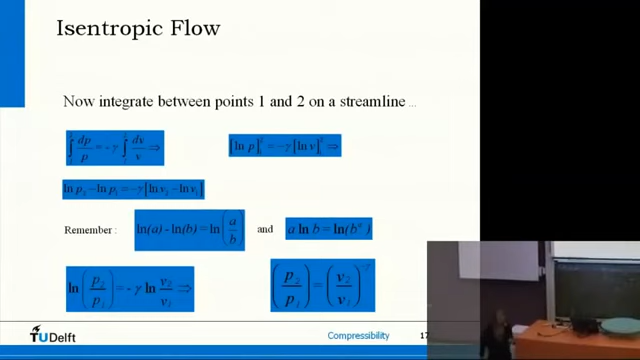 Isentropic Flow
Now integrate between points 1 and 2 on a streamline ...
∫₁² dp/p = - γ ∫₁² dv/v ⇒
[ln p]₁² = -γ[ln v]₁² ⇒
ln p₂ - ln p₁ = -γ[ln v₂ - ln v₁]
Remember : ln(a) - ln(b) = ln(a/b) and a ln b = ln(bᵃ)
ln(p₂/p₁) = - γ ln v₂/v₁ ⇒
(p₂/p₁) = (v₂/v₁)^-γ
TUDelft
Compressibility